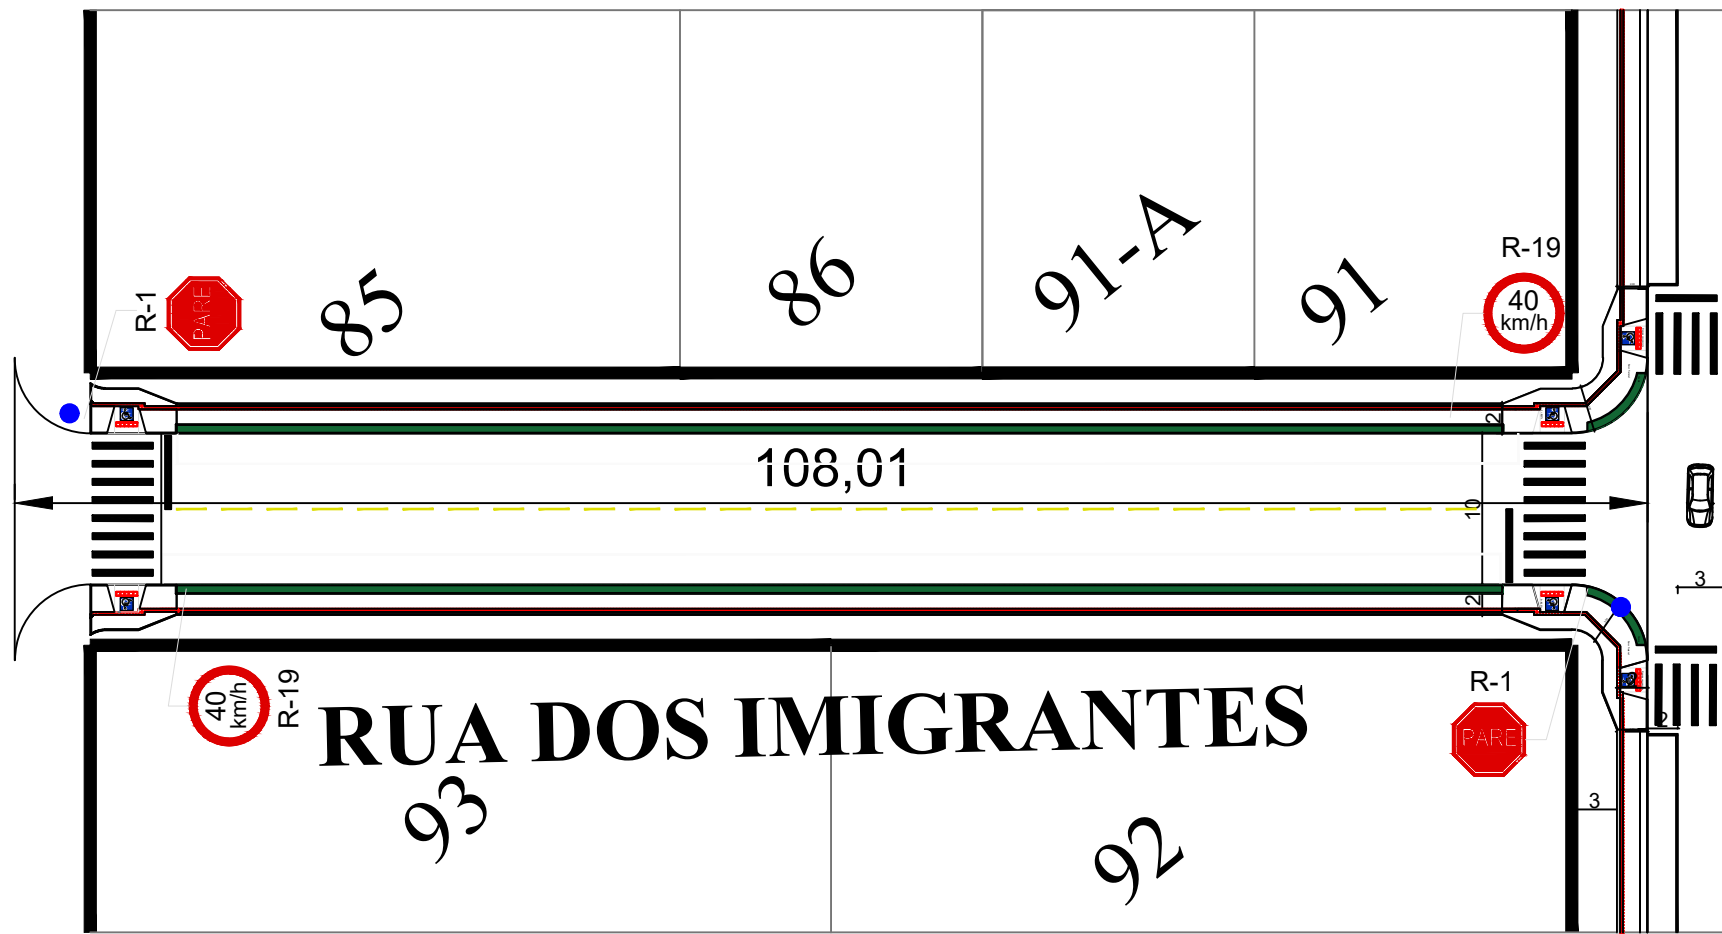 R-19
40
km/h
R-1
PARE
85
86
91-A
91
2
108,01
10
3
2
R-19
40
km/h
RUA DOS IMIGRANTES
R-1
PARE
2
93
92
3